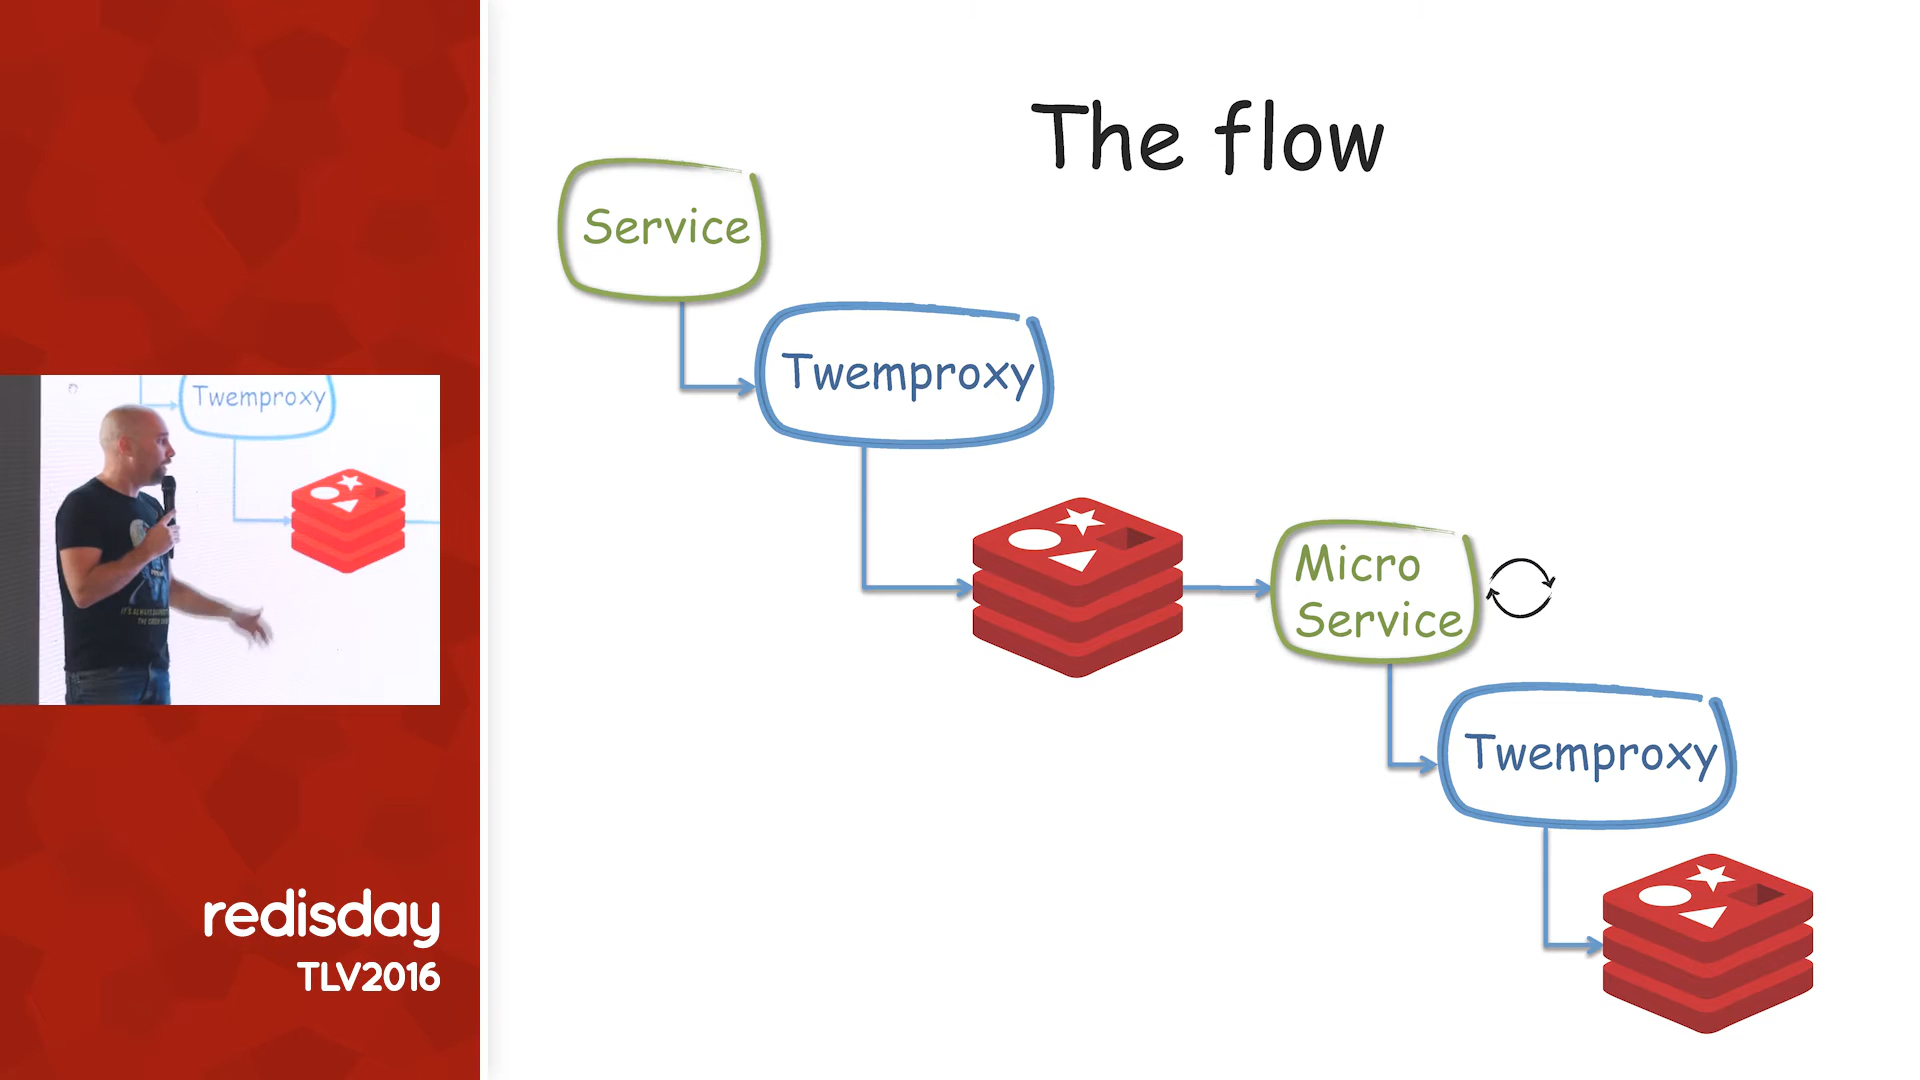 The flow
Service
Twemproxy
Micro
Service
Twemproxy
Twemproxy
redisday
TLV2016